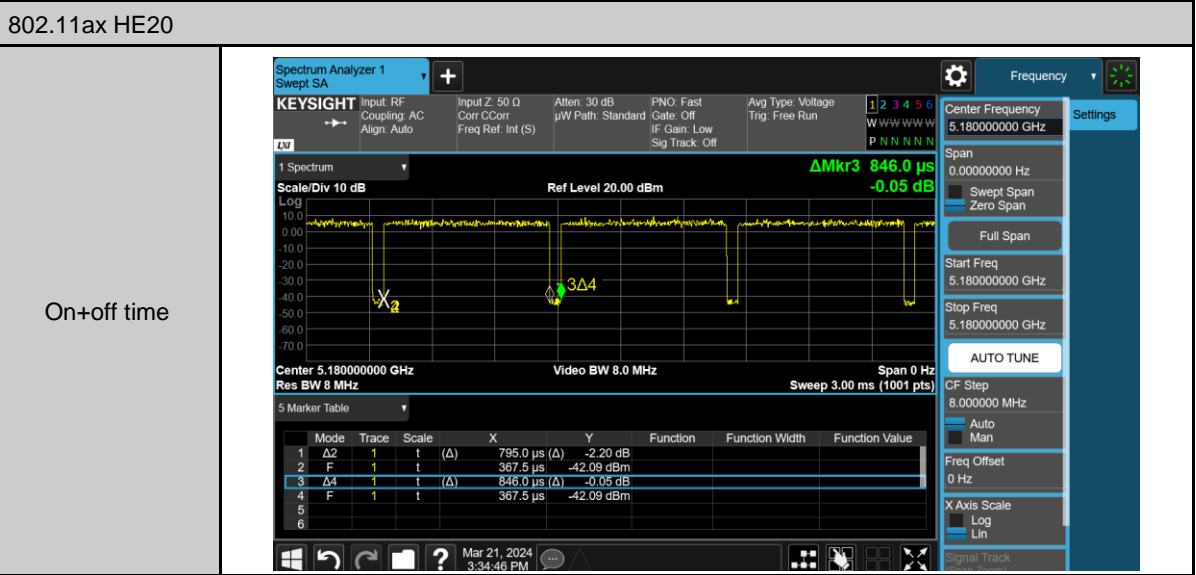 802.11ax HE20
On+off time
Spectrum Analyzer 1
Swept SA
Frequency
KEYSIGHT
Input: RF
Coupling: AC
Align: Auto
Input Z: 50 Ω
Corr CCorr
Freq Ref: Int (S)
Atten: 30 dB
µW Path: Standard
PNO: Fast
Gate: Off
IF Gain: Low
Sig Track: Off
Avg Type: Voltage
Trig: Free Run
1 2 3 4 5 6
W W W W W W
P N N N N N
LXI
1 Spectrum
ΔMkr3 846.0 µs
-0.05 dB
Scale/Div 10 dB
Ref Level 20.00 dBm
Log
10.0
0.00
-10.0
-20.0
-30.0
-40.0
-50.0
-60.0
-70.0
3Δ4
Center 5.180000000 GHz
Video BW 8.0 MHz
Span 0 Hz
Res BW 8 MHz
Sweep 3.00 ms (1001 pts)
5 Marker Table
Mode Trace Scale X Y Function Function Width Function Value
1 Δ2 1 t (Δ) 795.0 µs (Δ) -2.20 dB
2 F 1 t 367.5 µs -42.09 dBm
3 Δ4 1 t (Δ) 846.0 µs (Δ) -0.05 dB
4 F 1 t 367.5 µs -42.09 dBm
5
6
Mar 21, 2024
3:34:46 PM
Center Frequency
5.180000000 GHz
Settings
Span
0.00000000 Hz
Swept Span
Zero Span
Full Span
Start Freq
5.180000000 GHz
Stop Freq
5.180000000 GHz
AUTO TUNE
CF Step
8.000000 MHz
Auto
Man
Freq Offset
0 Hz
X Axis Scale
Log
Lin
Signal Track
(Span Zoom)